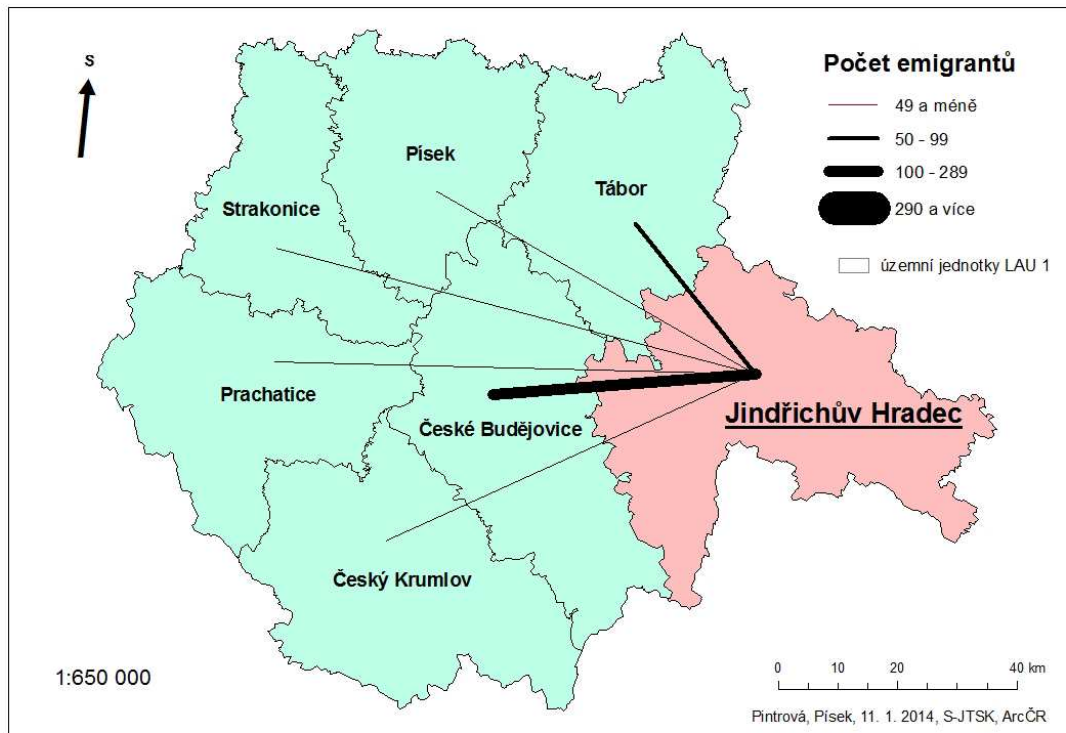 S
Počet emigrantů
49 a méně
50 - 99
100 - 289
290 a více
územní jednotky LAU 1
Písek
Tábor
Strakonice
Prachatice
České Budějovice
Jindřichův Hradec
Český Krumlov
1:650 000
0 10 20 40 km
Pintrová, Písek, 11. 1. 2014, S-JTSK, ArcČR